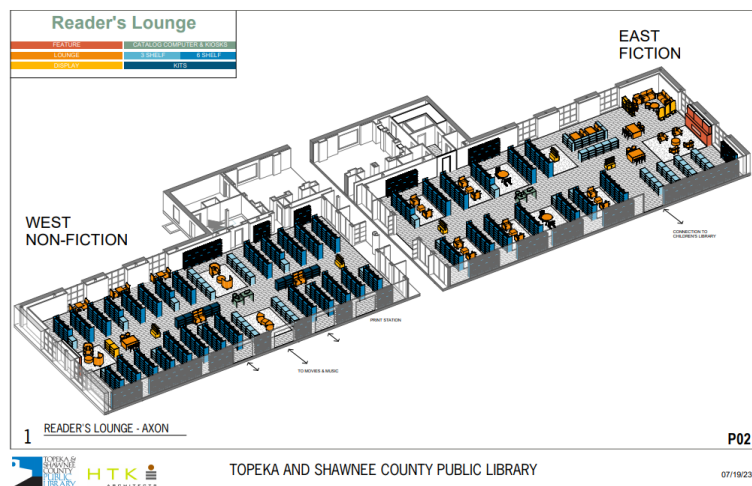 Reader's Lounge
FEATURE
CATALOG COMPUTER & KIOSKS
LOUNGE
3 SHELF
6 SHELF
DISPLAY
KITS
EAST
FICTION
WEST
NON-FICTION
CONNECTION TO
CHILDREN'S LIBRARY
PRINT STATION
TO MOVIES & MUSIC
1
READER'S LOUNGE - AXON
P02
TOPEKA &
SHAWNEE
COUNTY
PUBLIC
LIBRARY
HTK
ARCHITECTS
TOPEKA AND SHAWNEE COUNTY PUBLIC LIBRARY
07/19/23